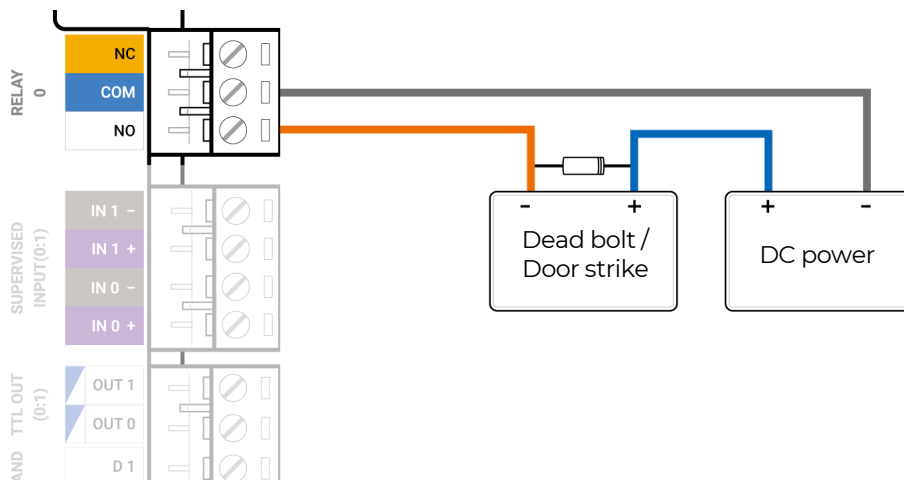 RELAY
0
NC
COM
NO
- +
Dead bolt /
Door strike
+ -
DC power
SUPERVISED
INPUT(0:1)
IN 1 −
IN 1 +
IN 0 −
IN 0 +
TTL OUT
(0:1)
OUT 1
OUT 0
AND
D 1